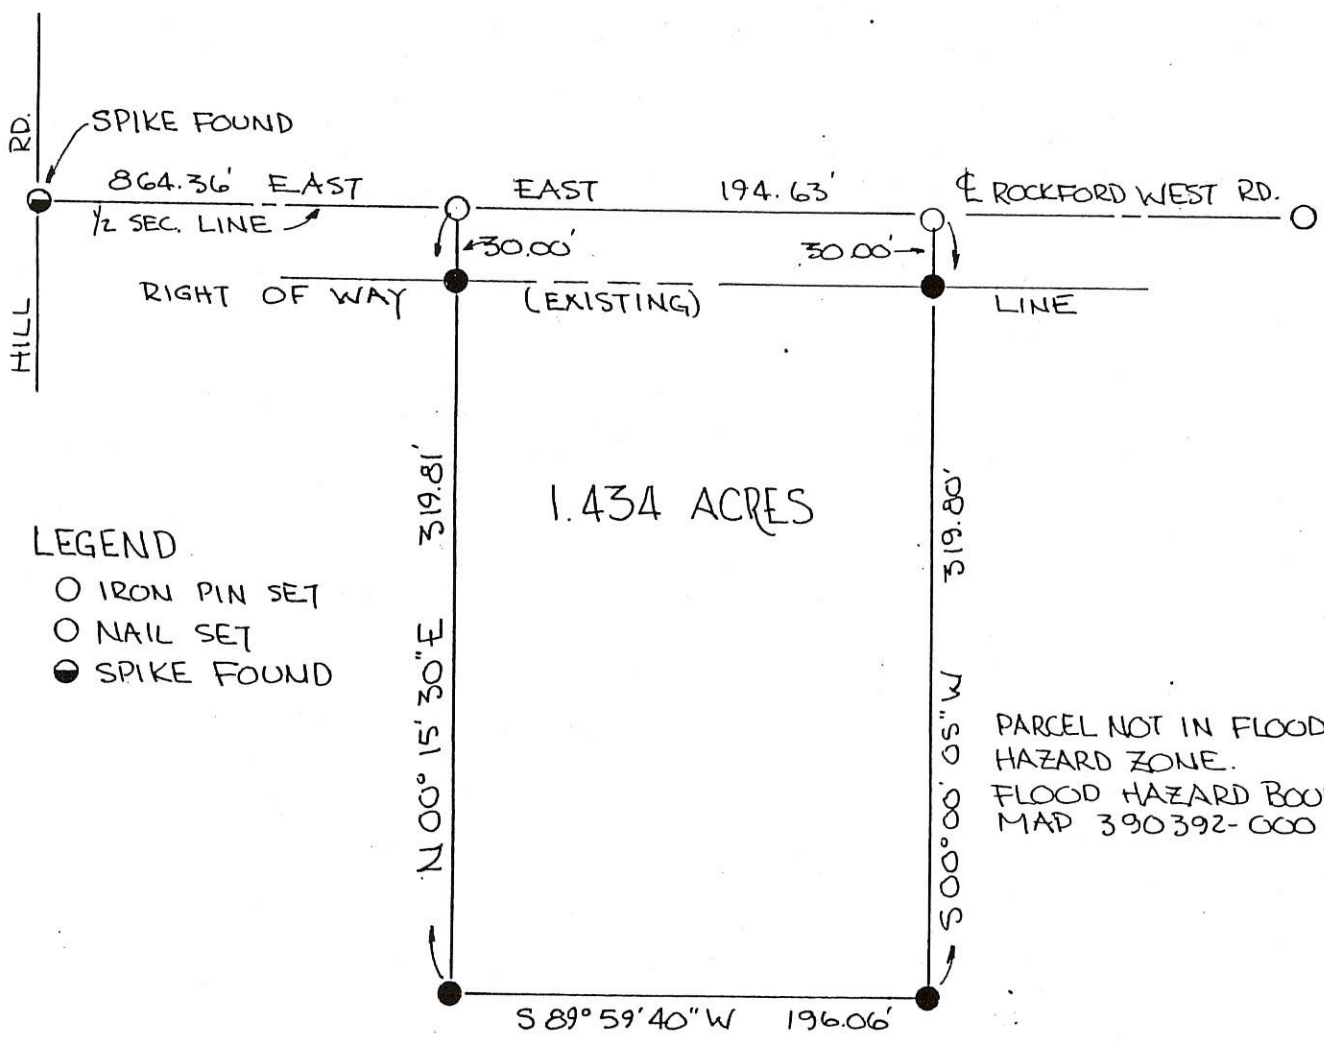 SPIKE FOUND
HILL RD.
864.36' EAST
½ SEC. LINE
EAST 194.63'
℄ ROCKFORD WEST RD.
30.00'
30.00'
RIGHT OF WAY (EXISTING) LINE
N 00° 15' 30" E 319.81'
1.434 ACRES
S 00° 00' 05" W 319.80'
LEGEND
IRON PIN SET
NAIL SET
SPIKE FOUND
PARCEL NOT IN FLOOD
HAZARD ZONE.
FLOOD HAZARD BOU
MAP 390392-000
S 89° 59' 40" W 196.06'